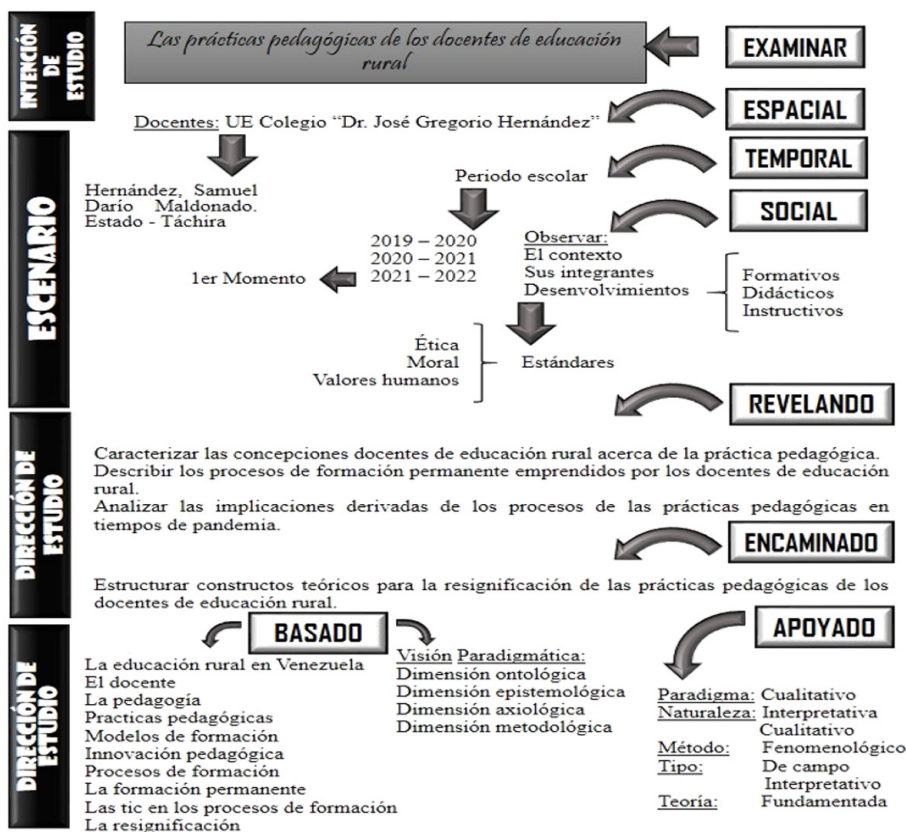 INTENCIÓN
DE
ESTUDIO
Las prácticas pedagógicas de los docentes de educación
rural
EXAMINAR
ESPACIAL
Docentes: UE Colegio “Dr. José Gregorio Hernández”
ESCENARIO
TEMPORAL
Hernández, Samuel
Darío Maldonado.
Estado - Táchira
Periodo escolar
SOCIAL
2019 – 2020
2020 – 2021
2021 – 2022
1er Momento
Observar:
El contexto
Sus integrantes
Desenvolvimientos
Formativos
Didácticos
Instructivos
Ética
Moral
Valores humanos
Estándares
REVELANDO
DIRECCIÓN DE
ESTUDIO
Caracterizar las concepciones docentes de educación rural acerca de la práctica pedagógica.
Describir los procesos de formación permanente emprendidos por los docentes de educación
rural.
Analizar las implicaciones derivadas de los procesos de las prácticas pedagógicas en
tiempos de pandemia.
ENCAMINADO
Estructurar constructos teóricos para la resignificación de las prácticas pedagógicas de los
docentes de educación rural.
DIRECCIÓN DE
ESTUDIO
BASADO
La educación rural en Venezuela
El docente
La pedagogía
Practicas pedagógicas
Modelos de formación
Innovación pedagógica
Procesos de formación
La formación permanente
Las tic en los procesos de formación
La resignificación
Visión Paradigmática:
Dimensión ontológica
Dimensión epistemológica
Dimensión axiológica
Dimensión metodológica
APOYADO
Paradigma: Cualitativo
Naturaleza: Interpretativa
Cualitativo
Método: Fenomenológico
Tipo: De campo
Interpretativo
Teoría: Fundamentada